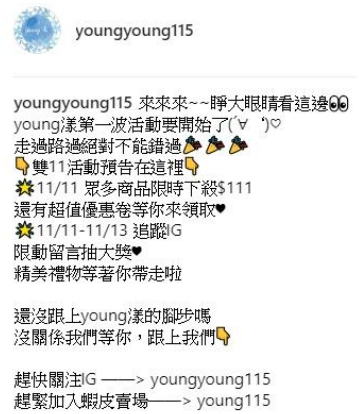 youngyoung115
youngyoung115 來來來~~睜大眼睛看這邊👀
young漾第一波活動要開始了(´∀‵)♡
走過路過絕對不能錯過🎉🎉🎉
👇雙11活動預告在這裡👇
💥11/11 眾多商品限時下殺$111
還有超值優惠卷等你來領取♥
💥11/11-11/13 追蹤IG
限動留言抽大獎♥
精美禮物等著你帶走啦
還沒跟上young漾的腳步嗎
沒關係我們等你，跟上我們👇
趕快關注IG ——> youngyoung115
趕緊加入蝦皮賣場——> young115